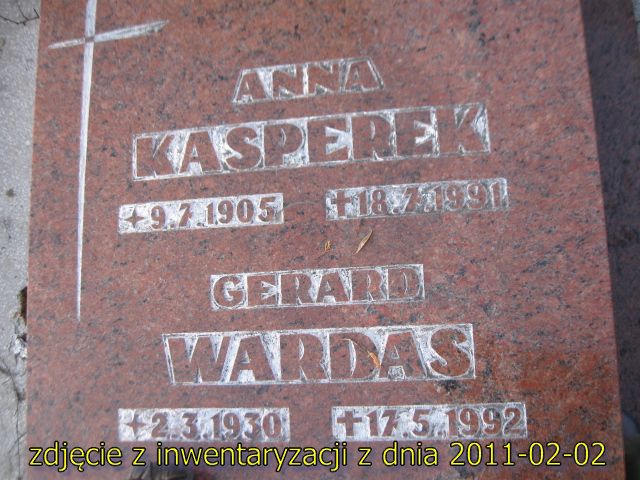 ANNA
KASPEREK
+9.7.1905 ✝18.7.1991
GERARD
WARDAS
+2.3.1930 ✝17.5.1992
zdjęcie z inwentaryzacji z dnia 2011-02-02